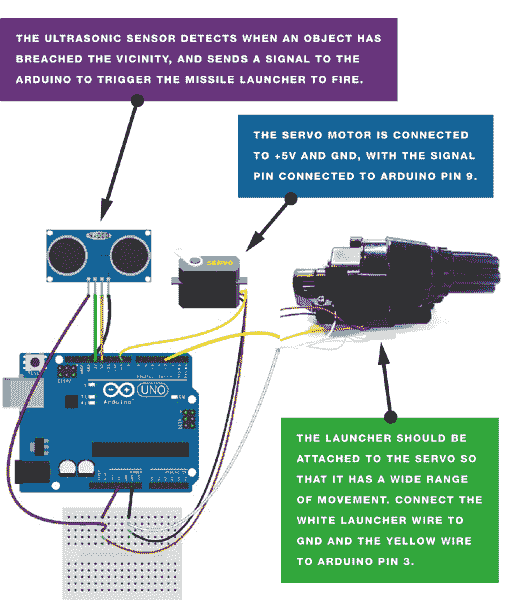 THE ULTRASONIC SENSOR DETECTS WHEN AN OBJECT HAS
BREACHED THE VICINITY, AND SENDS A SIGNAL TO THE
ARDUINO TO TRIGGER THE MISSILE LAUNCHER TO FIRE.
THE SERVO MOTOR IS CONNECTED
TO +5V AND GND, WITH THE SIGNAL
PIN CONNECTED TO ARDUINO PIN 9.
SERVO
UNO
Arduino
THE LAUNCHER SHOULD BE
ATTACHED TO THE SERVO SO
THAT IT HAS A WIDE RANGE
OF MOVEMENT. CONNECT THE
WHITE LAUNCHER WIRE TO
GND AND THE YELLOW WIRE
TO ARDUINO PIN 3.